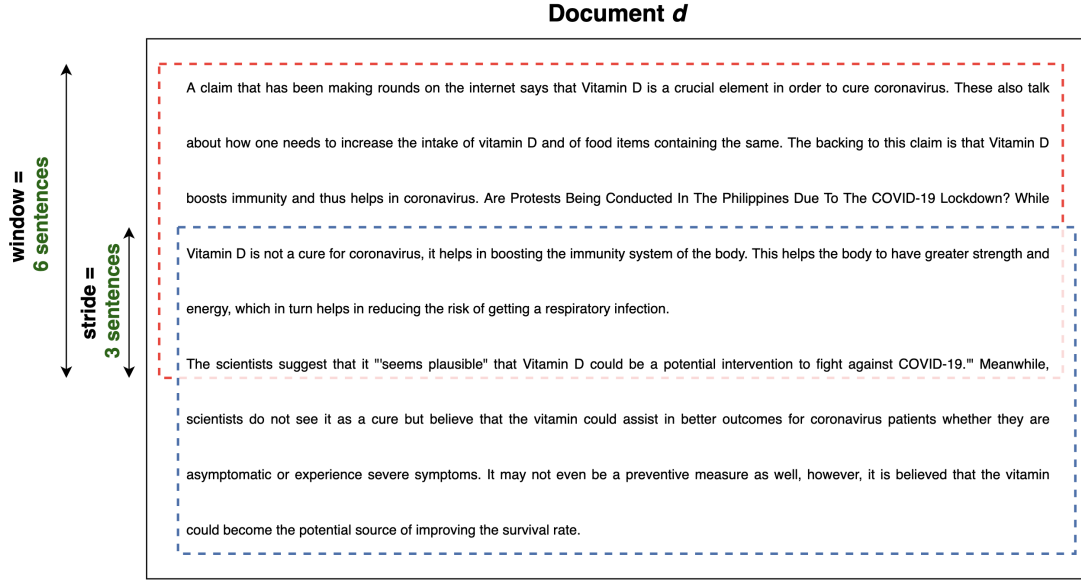 Document d
window =
6 sentences
stride =
3 sentences
A claim that has been making rounds on the internet says that Vitamin D is a crucial element in order to cure coronavirus. These also talk
about how one needs to increase the intake of vitamin D and of food items containing the same. The backing to this claim is that Vitamin D
boosts immunity and thus helps in coronavirus. Are Protests Being Conducted In The Philippines Due To The COVID-19 Lockdown? While
Vitamin D is not a cure for coronavirus, it helps in boosting the immunity system of the body. This helps the body to have greater strength and
energy, which in turn helps in reducing the risk of getting a respiratory infection.
The scientists suggest that it "'seems plausible" that Vitamin D could be a potential intervention to fight against COVID-19."' Meanwhile,
scientists do not see it as a cure but believe that the vitamin could assist in better outcomes for coronavirus patients whether they are
asymptomatic or experience severe symptoms. It may not even be a preventive measure as well, however, it is believed that the vitamin
could become the potential source of improving the survival rate.